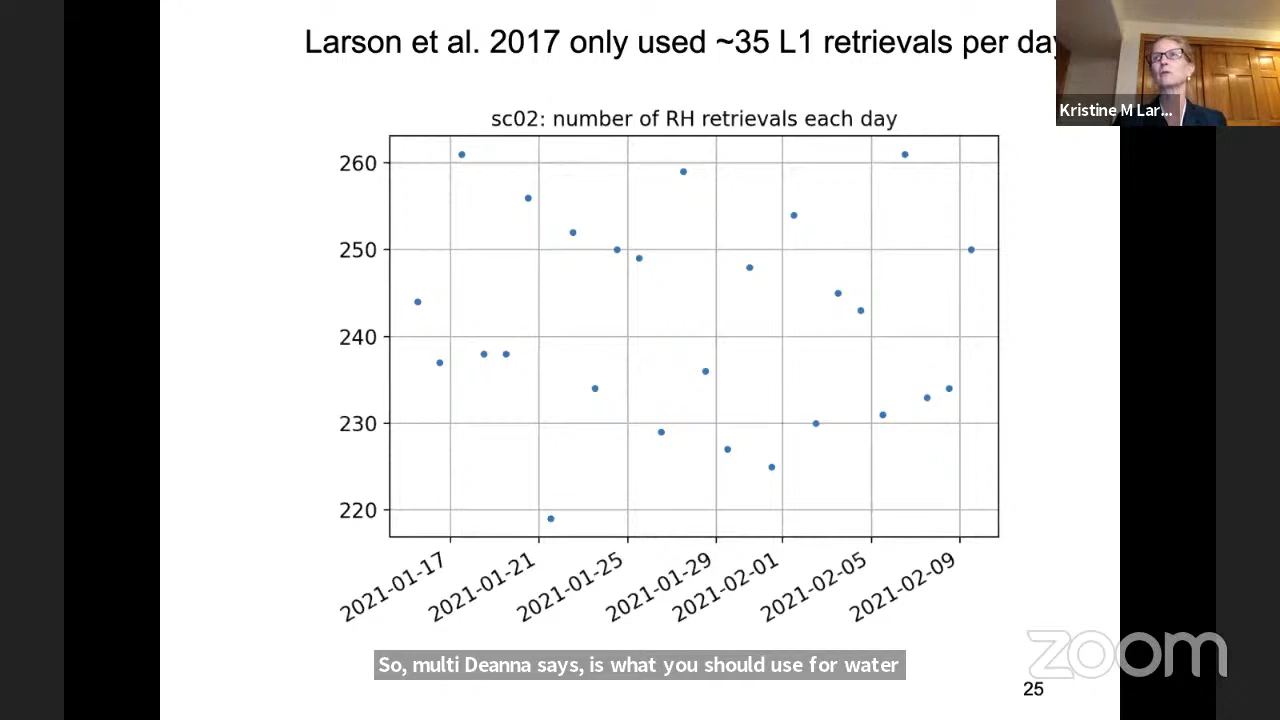 Larson et al. 2017 only used ~35 L1 retrievals per day
Kristine M Lar...
sc02: number of RH retrievals each day
260
250
240
230
220
2021-01-17
2021-01-21
2021-01-25
2021-01-29
2021-02-01
2021-02-05
2021-02-09
So, multi Deanna says, is what you should use for water
zoom
25